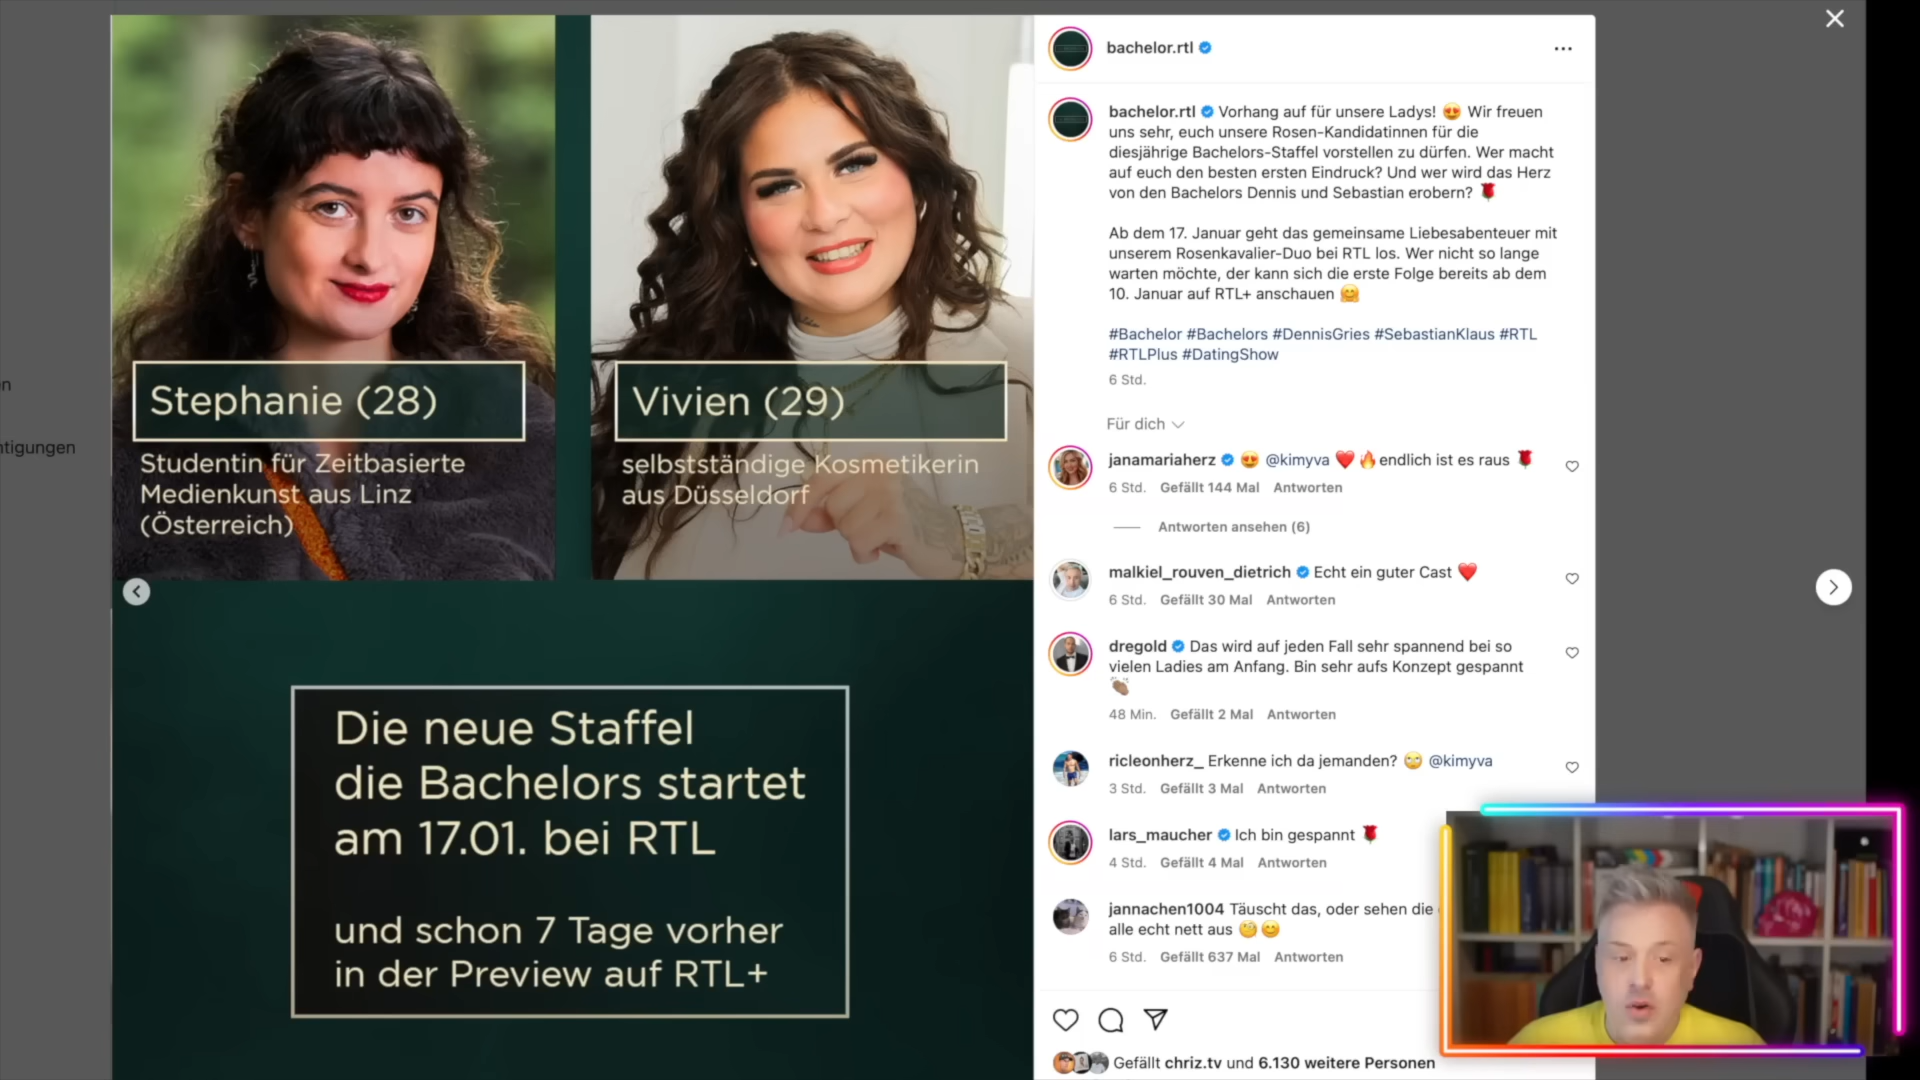 en
htigungen
Stephanie (28)
Studentin für Zeitbasierte
Medienkunst aus Linz
(Österreich)
Vivien (29)
selbstständige Kosmetikerin
aus Düsseldorf
Die neue Staffel
die Bachelors startet
am 17.01. bei RTL
und schon 7 Tage vorher
in der Preview auf RTL+
bachelor.rtl
bachelor.rtl Vorhang auf für unsere Ladys! 😍 Wir freuen
uns sehr, euch unsere Rosen-Kandidatinnen für die
diesjährige Bachelors-Staffel vorstellen zu dürfen. Wer macht
auf euch den besten ersten Eindruck? Und wer wird das Herz
von den Bachelors Dennis und Sebastian erobern? 🌹
Ab dem 17. Januar geht das gemeinsame Liebesabenteuer mit
unserem Rosenkavalier-Duo bei RTL los. Wer nicht so lange
warten möchte, der kann sich die erste Folge bereits ab dem
10. Januar auf RTL+ anschauen 🤗
#Bachelor #Bachelors #DennisGries #SebastianKlaus #RTL
#RTLPlus #DatingShow
6 Std.
Für dich
janamariaherz 😍 @kimyva ❤️🔥endlich ist es raus 🌹
6 Std. Gefällt 144 Mal Antworten
Antworten ansehen (6)
malkiel_rouven_dietrich Echt ein guter Cast ❤️
6 Std. Gefällt 30 Mal Antworten
dregold Das wird auf jeden Fall sehr spannend bei so
vielen Ladies am Anfang. Bin sehr aufs Konzept gespannt
👏🏽
48 Min. Gefällt 2 Mal Antworten
ricleonherz_ Erkenne ich da jemanden? 🙄 @kimyva
3 Std. Gefällt 3 Mal Antworten
lars_maucher Ich bin gespannt 🌹
4 Std. Gefällt 4 Mal Antworten
jannachen1004 Täuscht das, oder sehen die
alle echt nett aus 🧐😊
6 Std. Gefällt 637 Mal Antworten
Gefällt chriz.tv und 6.130 weitere Personen